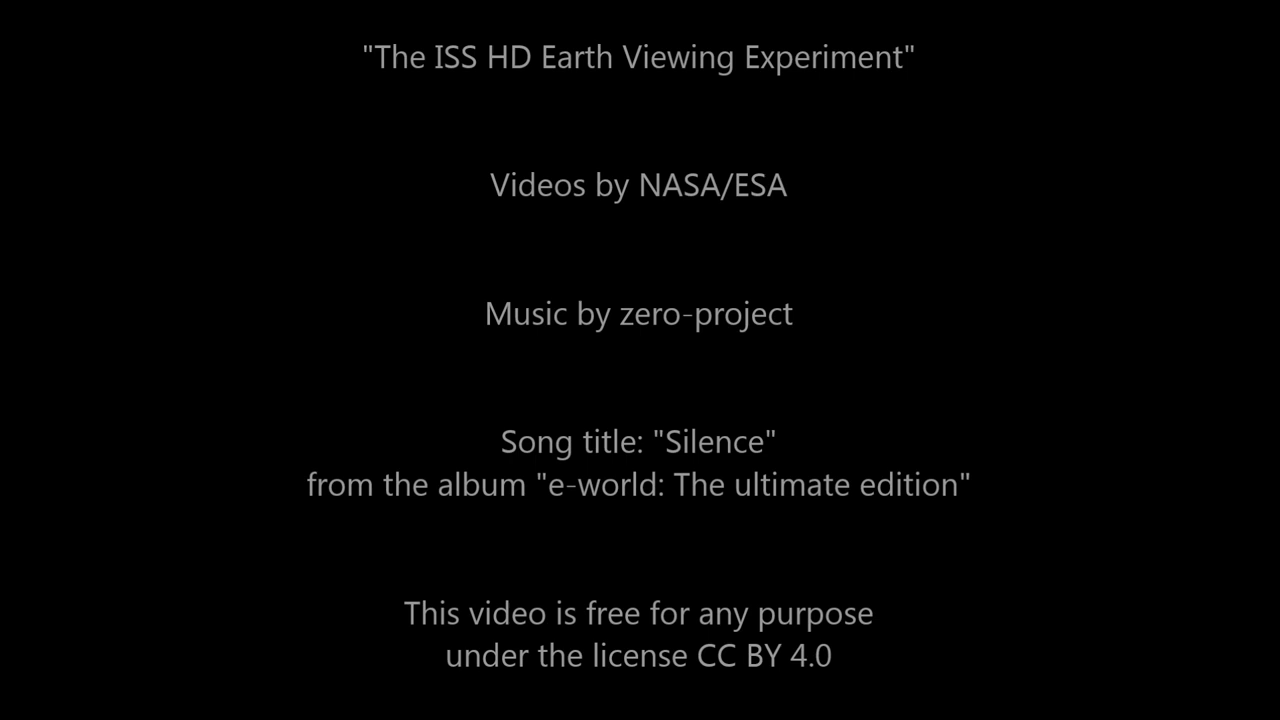 "The ISS HD Earth Viewing Experiment"
Videos by NASA/ESA
Music by zero-project
Song title: "Silence"
from the album "e-world: The ultimate edition"
This video is free for any purpose
under the license CC BY 4.0